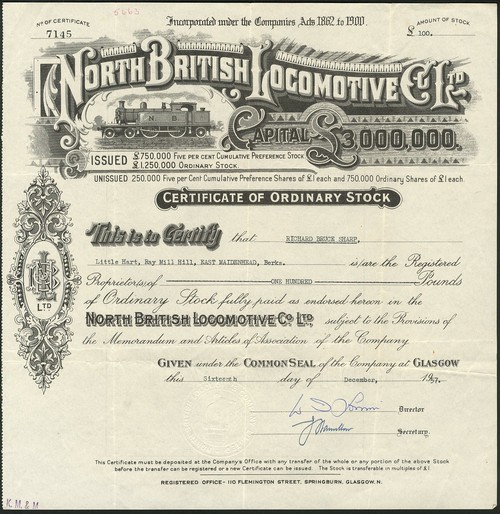 5663
Nº OF CERTIFICATE
7145
Incorporated under the Companies Acts 1862 to 1900.
AMOUNT OF STOCK
£ 100.
NORTH BRITISH LOCOMOTIVE Co. LTD
N.B.
CAPITAL £3,000,000.
ISSUED £750,000 FIVE PER CENT CUMULATIVE PREFERENCE STOCK
£1,250,000 ORDINARY STOCK.
UNISSUED 250,000 FIVE PER CENT CUMULATIVE PREFERENCE SHARES OF £1 EACH AND 750,000 ORDINARY SHARES OF £1 EACH.
CERTIFICATE OF ORDINARY STOCK
This is to Certify that RICHARD BRUCE SHARP,
Little Hart, Ray Mill Hill, EAST MAIDENHEAD, Berks. is/are the Registered
Proprietor/s of ONE HUNDRED Pounds
of Ordinary Stock fully paid as endorsed hereon in the
NORTH BRITISH LOCOMOTIVE Co. LTD, subject to the Provisions of
the Memorandum and Articles of Association of the Company.
LTD
GIVEN under the COMMON SEAL of the Company at GLASGOW
this Sixteenth day of December, 1957.
Director
Secretary.
This Certificate must be deposited at the Company's Office with any transfer of the whole or any portion of the above Stock
before the transfer can be registered or a new Certificate can be issued. The Stock is transferable in multiples of £1.
K. M. & M.
REGISTERED OFFICE - 110 FLEMINGTON STREET, SPRINGBURN, GLASGOW, N.